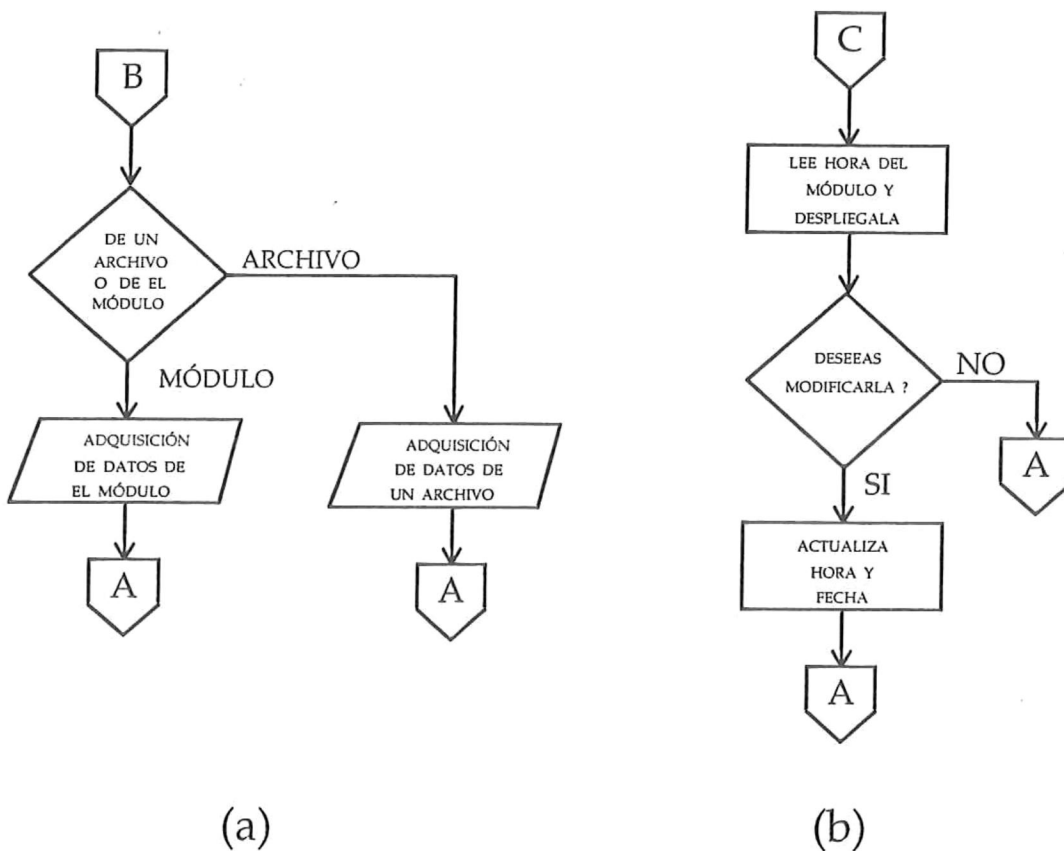 B
DE UN
ARCHIVO
O DE EL
MÓDULO
ARCHIVO
MÓDULO
ADQUISICIÓN
DE DATOS DE
EL MÓDULO
A
ADQUISICIÓN
DE DATOS DE
UN ARCHIVO
A
(a)
C
LEE HORA DEL
MÓDULO Y
DESPLIEGALA
DESEEAS
MODIFICARLA ?
NO
A
SI
ACTUALIZA
HORA Y
FECHA
A
(b)